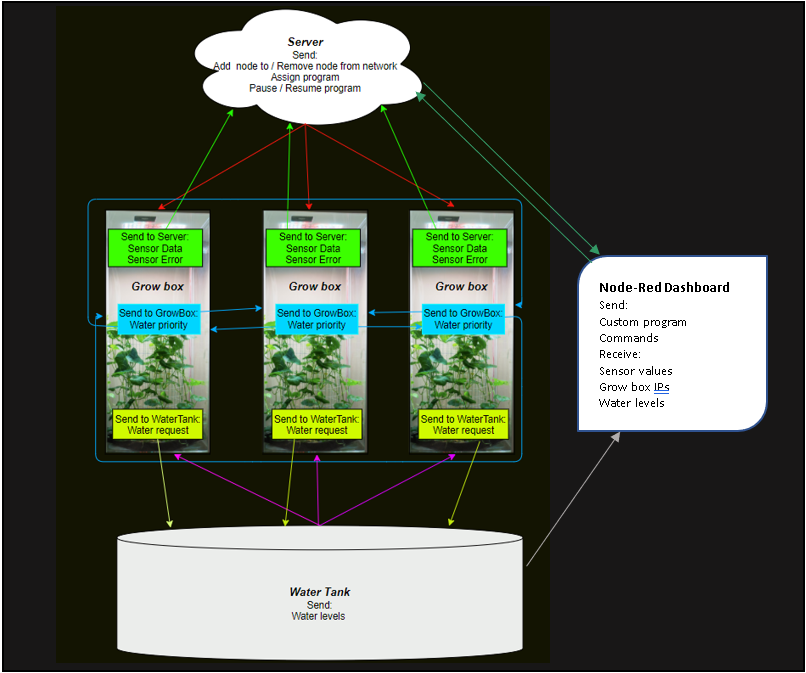 Server
Send:
Add node to / Remove node from network
Assign program
Pause / Resume program
Send to Server:
Sensor Data
Sensor Error
Grow box
Send to GrowBox:
Water priority
Send to WaterTank:
Water request
Send to Server:
Sensor Data
Sensor Error
Grow box
Send to GrowBox:
Water priority
Send to WaterTank:
Water request
Send to Server:
Sensor Data
Sensor Error
Grow box
Send to GrowBox:
Water priority
Send to WaterTank:
Water request
Node-Red Dashboard
Send:
Custom program
Commands
Receive:
Sensor values
Grow box IPs
Water levels
Water Tank
Send:
Water levels